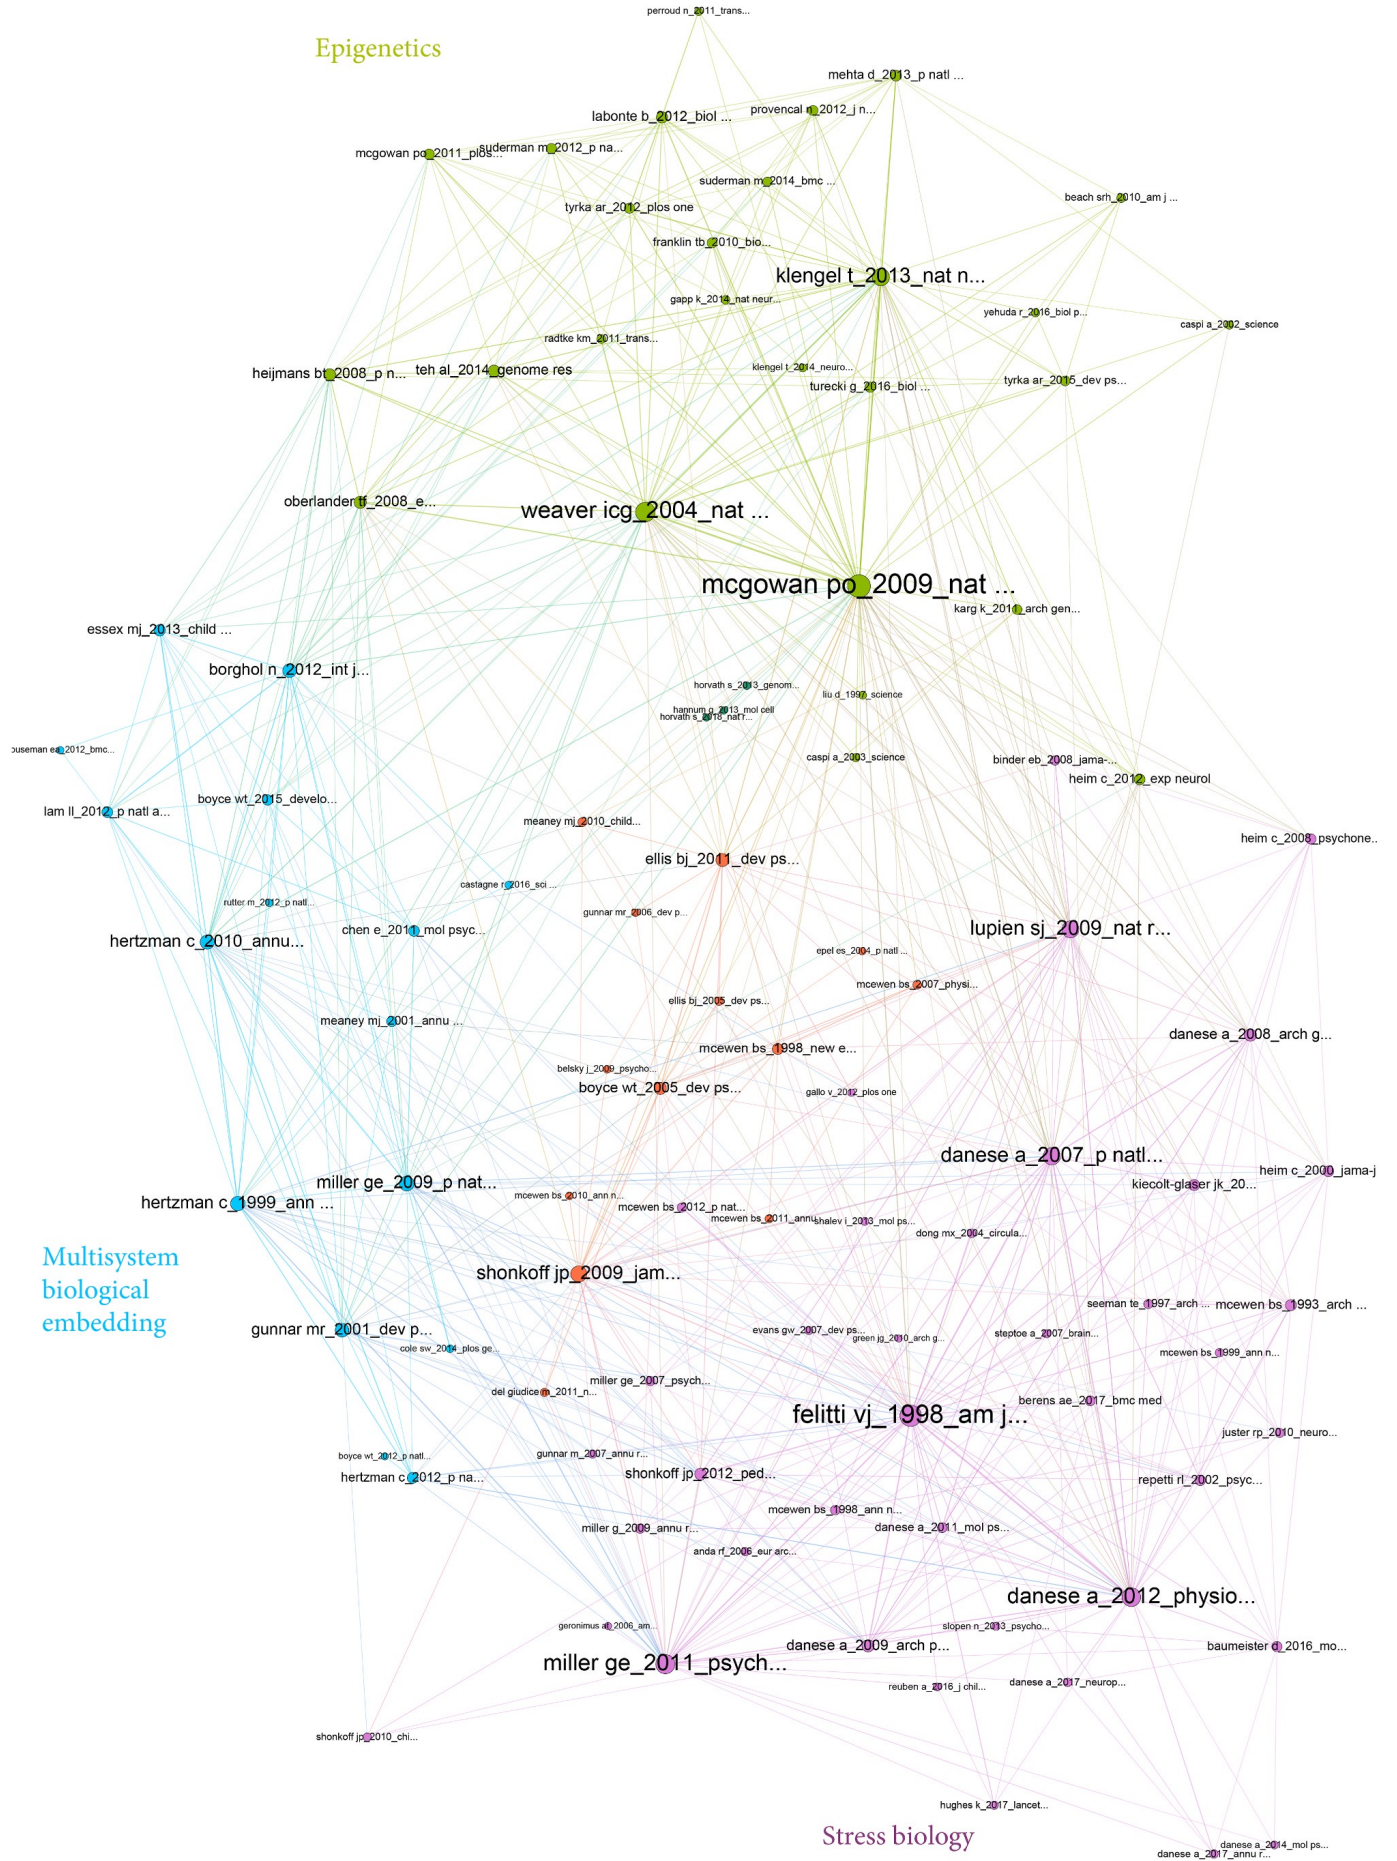 perroud n_2011_trans...
Epigenetics
mehta d_2013_p natl ...
provencal n_2012_j n...
labonte b_2012_biol ...
suderman m_2012_p na...
mcgowan po_2011_plos...
suderman m_2014_bmc ...
beach srh_2010_am j ...
tyrka ar_2012_plos one
franklin tb_2010_bio...
klengel t_2013_nat n...
gapp k_2014_nat neur...
yehuda r_2016_biol p...
caspi a_2002_science
radtke km_2011_trans...
klengel t_2014_neuro...
heijmans bt_2008_p n...
teh al_2014_genome res
turecki g_2016_biol ...
tyrka ar_2015_dev ps...
oberlander tf_2008_e...
weaver icg_2004_nat ...
mcgowan po_2009_nat ...
karg k_2011_arch gen...
essex mj_2013_child ...
borghol n_2012_int j...
horvath s_2013_genom...
liu d_1997_science
hannum g_2013_mol cell
horvath s_2018_nat r...
ouseman ea_2012_bmc...
caspi a_2003_science
binder eb_2008_jama-...
heim c_2012_exp neurol
boyce wt_2015_develo...
lam ll_2012_p natl a...
meaney mj_2010_child...
heim c_2008_psychone...
ellis bj_2011_dev ps...
castagne r_2016_sci ...
rutter m_2012_p natl...
gunnar mr_2006_dev p...
chen e_2011_mol psyc...
lupien sj_2009_nat r...
hertzman c_2010_annu...
epel es_2004_p natl ...
mcewen bs_2007_physi...
ellis bj_2005_dev ps...
meaney mj_2001_annu ...
danese a_2008_arch g...
mcewen bs_1998_new e...
belsky j_2009_psycho...
boyce wt_2005_dev ps...
gallo v_2012_plos one
danese a_2007_p natl...
heim c_2000_jama-j
miller ge_2009_p nat...
kiecolt-glaser jk_20...
mcewen bs_2010_ann n...
hertzman c_1999_ann ...
mcewen bs_2012_p nat...
mcewen bs_2011_annu
shalev i_2013_mol ps...
dong mx_2004_circula...
Multisystem
biological
embedding
shonkoff jp_2009_jam...
seeman te_1997_arch ...
mcewen bs_1993_arch ...
gunnar mr_2001_dev p...
evans gw_2007_dev ps...
green jg_2010_arch g...
steptoe a_2007_brain...
cole sw_2014_plos ge...
mcewen bs_1999_ann n...
miller ge_2007_psych...
del giudice m_2011_n...
berens ae_2017_bmc med
felitti vj_1998_am j...
juster rp_2010_neuro...
boyce wt_2012_p natl...
gunnar m_2007_annu r...
hertzman c_2012_p na...
shonkoff jp_2012_ped...
repetti rl_2002_psyc...
mcewen bs_1998_ann n...
miller g_2009_annu r...
danese a_2011_mol ps...
anda rf_2006_eur arc...
danese a_2012_physio...
geronimus at_2006_am...
slopen n_2013_psycho...
danese a_2009_arch p...
baumeister d_2016_mo...
miller ge_2011_psych...
reuben a_2016_j chil...
danese a_2017_neurop...
shonkoff jp_2010_chi...
hughes k_2017_lancet...
Stress biology
danese a_2014_mol ps...
danese a_2017_annu r...